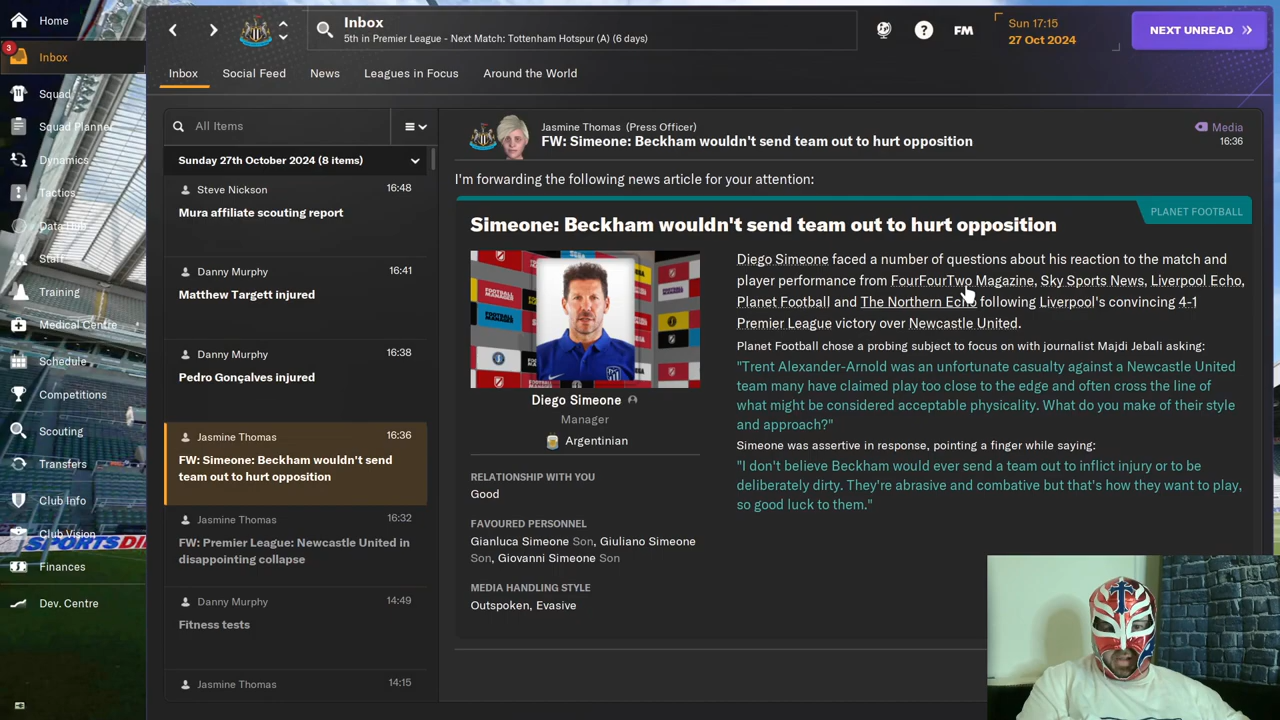 Home
3
Inbox
Squad
Squad Planner
Dynamics
Tactics
Data Hub
Staff
Training
Medical Centre
Schedule
Competitions
Scouting
Transfers
Club Info
Club Vision
Finances
Dev. Centre
SPORTS DIR
Inbox
5th in Premier League - Next Match: Tottenham Hotspur (A) (6 days)
?
FM
Sun 17:15
27 Oct 2024
NEXT UNREAD
Inbox
Social Feed
News
Leagues in Focus
Around the World
All Items
Sunday 27th October 2024 (8 items)
Steve Nickson
16:48
Mura affiliate scouting report
Danny Murphy
16:41
Matthew Targett injured
Danny Murphy
16:38
Pedro Gonçalves injured
Jasmine Thomas
16:36
FW: Simeone: Beckham wouldn't send
team out to hurt opposition
Jasmine Thomas
16:32
FW: Premier League: Newcastle United in
disappointing collapse
Danny Murphy
14:49
Fitness tests
Jasmine Thomas
14:15
Jasmine Thomas (Press Officer)
FW: Simeone: Beckham wouldn't send team out to hurt opposition
Media
16:36
I'm forwarding the following news article for your attention:
PLANET FOOTBALL
Simeone: Beckham wouldn't send team out to hurt opposition
Diego Simeone
Manager
Argentinian
RELATIONSHIP WITH YOU
Good
FAVOURED PERSONNEL
Gianluca Simeone Son, Giuliano Simeone
Son, Giovanni Simeone Son
MEDIA HANDLING STYLE
Outspoken, Evasive
Diego Simeone faced a number of questions about his reaction to the match and
player performance from FourFourTwo Magazine, Sky Sports News, Liverpool Echo,
Planet Football and The Northern Echo following Liverpool's convincing 4-1
Premier League victory over Newcastle United.
Planet Football chose a probing subject to focus on with journalist Majdi Jebali asking:
"Trent Alexander-Arnold was an unfortunate casualty against a Newcastle United
team many have claimed play too close to the edge and often cross the line of
what might be considered acceptable physicality. What do you make of their style
and approach?"
Simeone was assertive in response, pointing a finger while saying:
"I don't believe Beckham would ever send a team out to inflict injury or to be
deliberately dirty. They're abrasive and combative but that's how they want to play,
so good luck to them."